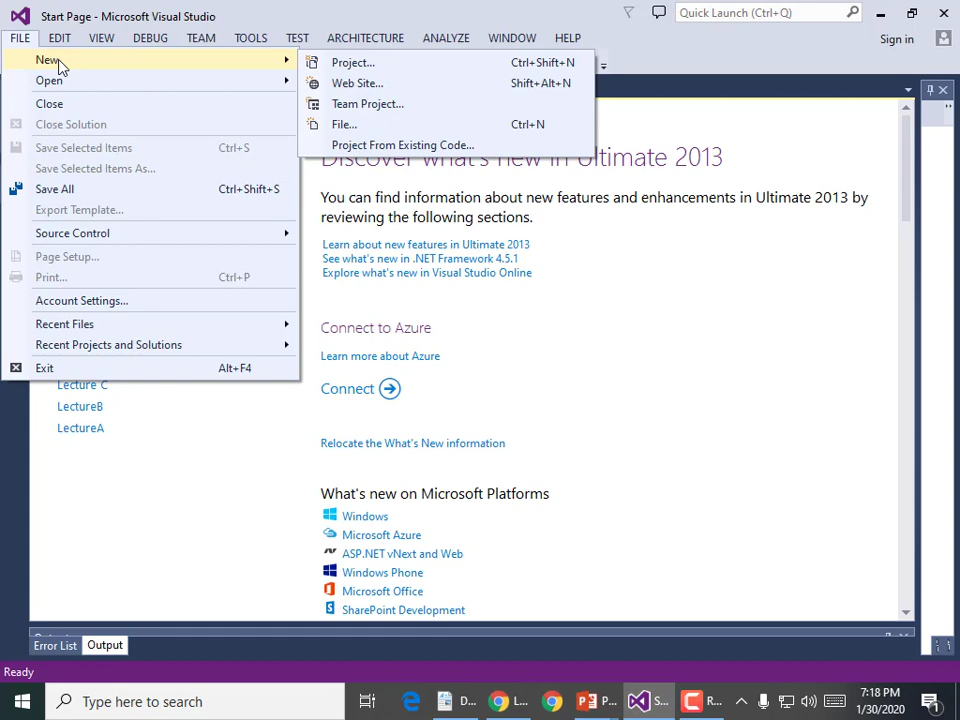 Start Page - Microsoft Visual Studio
Quick Launch (Ctrl+Q)
FILE EDIT VIEW DEBUG TEAM TOOLS TEST ARCHITECTURE ANALYZE WINDOW HELP
Sign in
New
Open
Close
Close Solution
Save Selected Items Ctrl+S
Save Selected Items As...
Save All Ctrl+Shift+S
Export Template...
Source Control
Page Setup...
Print... Ctrl+P
Account Settings...
Recent Files
Recent Projects and Solutions
Exit Alt+F4
Project... Ctrl+Shift+N
Web Site... Shift+Alt+N
Team Project...
File... Ctrl+N
Project From Existing Code...
Lecture C
LectureB
LectureA
Discover what's new in Ultimate 2013
You can find information about new features and enhancements in Ultimate 2013 by
reviewing the following sections.
Learn about new features in Ultimate 2013
See what's new in .NET Framework 4.5.1
Explore what's new in Visual Studio Online
Connect to Azure
Learn more about Azure
Connect
Relocate the What's New information
What's new on Microsoft Platforms
Windows
Microsoft Azure
ASP.NET vNext and Web
Windows Phone
Microsoft Office
SharePoint Development
Error List Output
Ready
Type here to search
D... L... P... S... R...
7:18 PM
1/30/2020
1